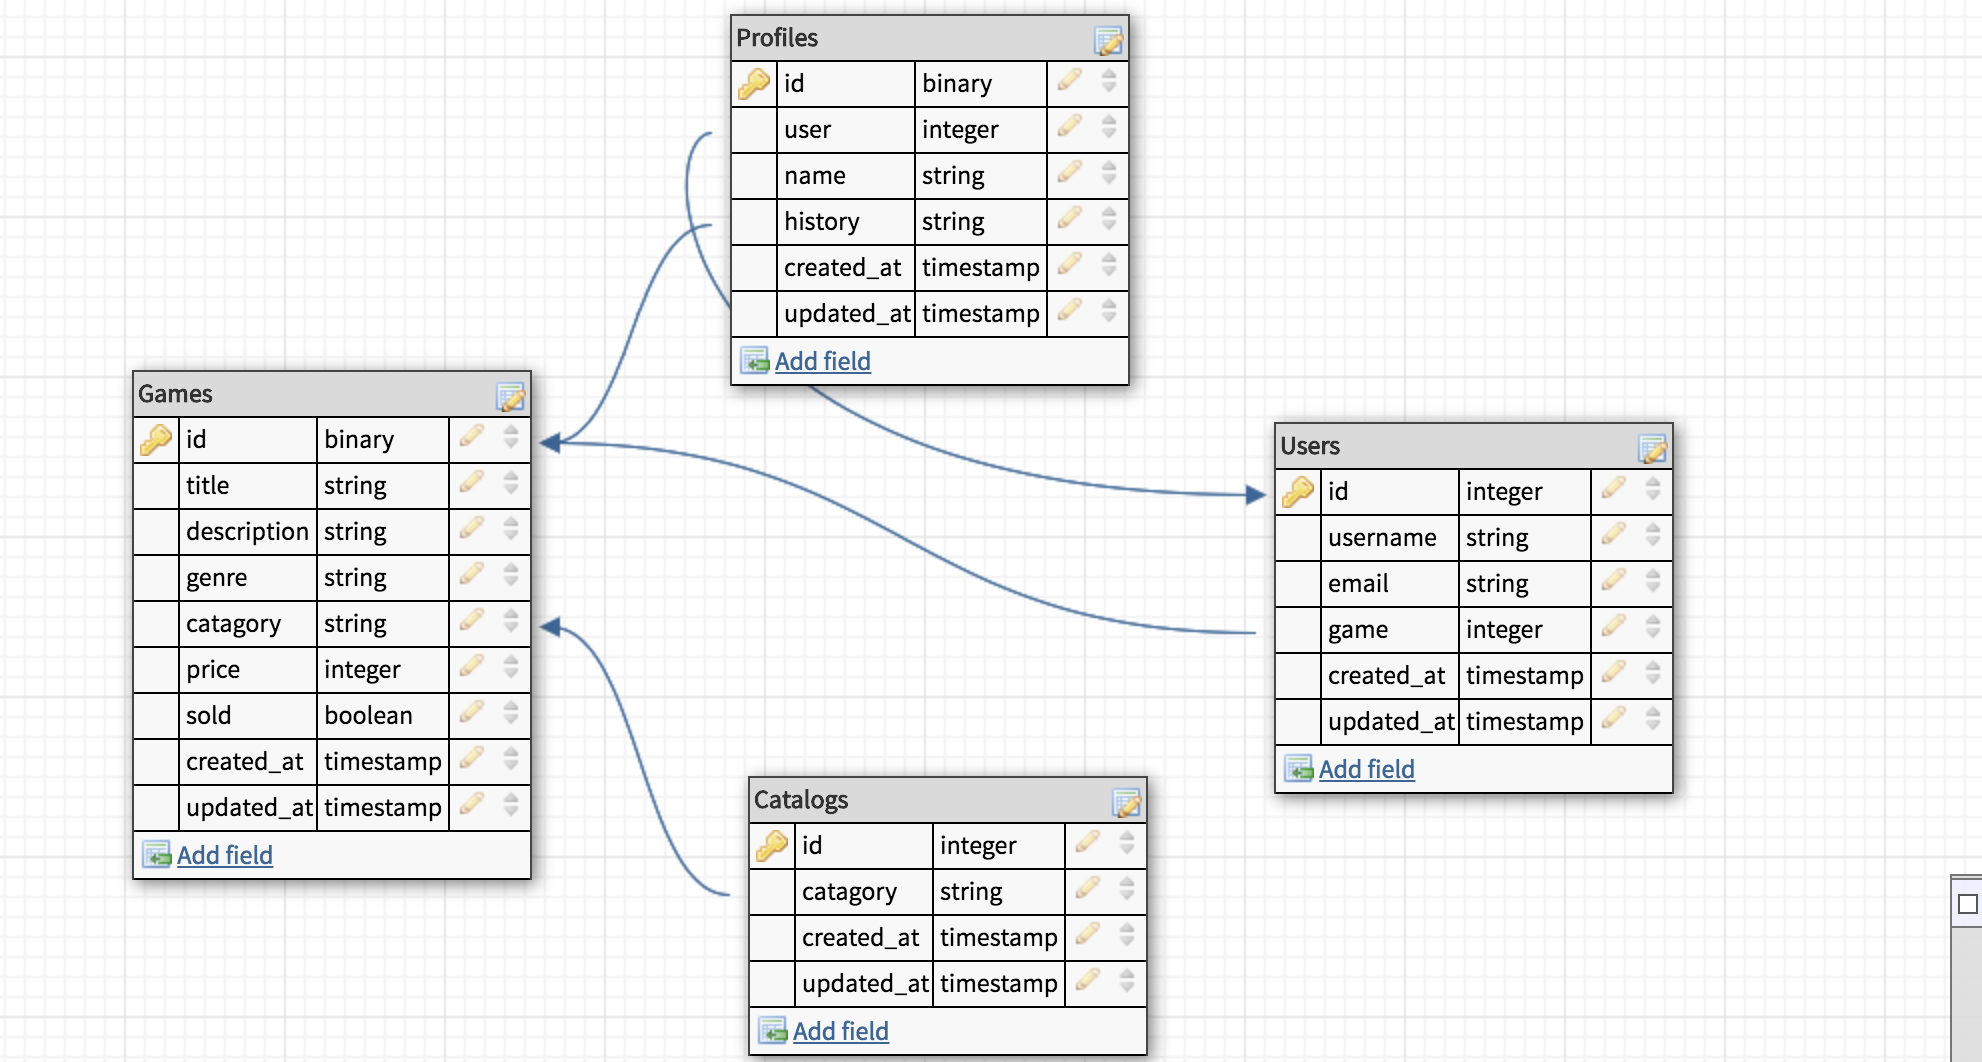 Profiles
id binary
user integer
name string
history string
created_at timestamp
updated_at timestamp
Add field
Games
id binary
title string
description string
genre string
catagory string
price integer
sold boolean
created_at timestamp
updated_at timestamp
Add field
Users
id integer
username string
email string
game integer
created_at timestamp
updated_at timestamp
Add field
Catalogs
id integer
catagory string
created_at timestamp
updated_at timestamp
Add field